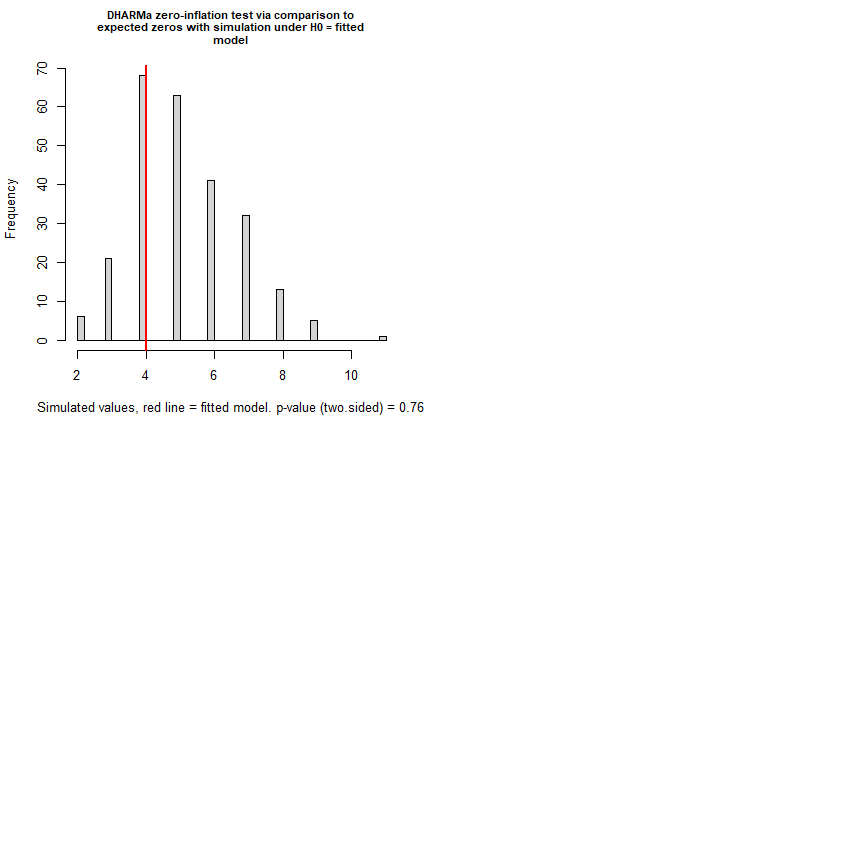 DHARMa zero-inflation test via comparison to
expected zeros with simulation under H0 = fitted
model
70
60
50
40
30
20
10
0
Frequency
2 4 6 8 10
Simulated values, red line = fitted model. p-value (two.sided) = 0.76